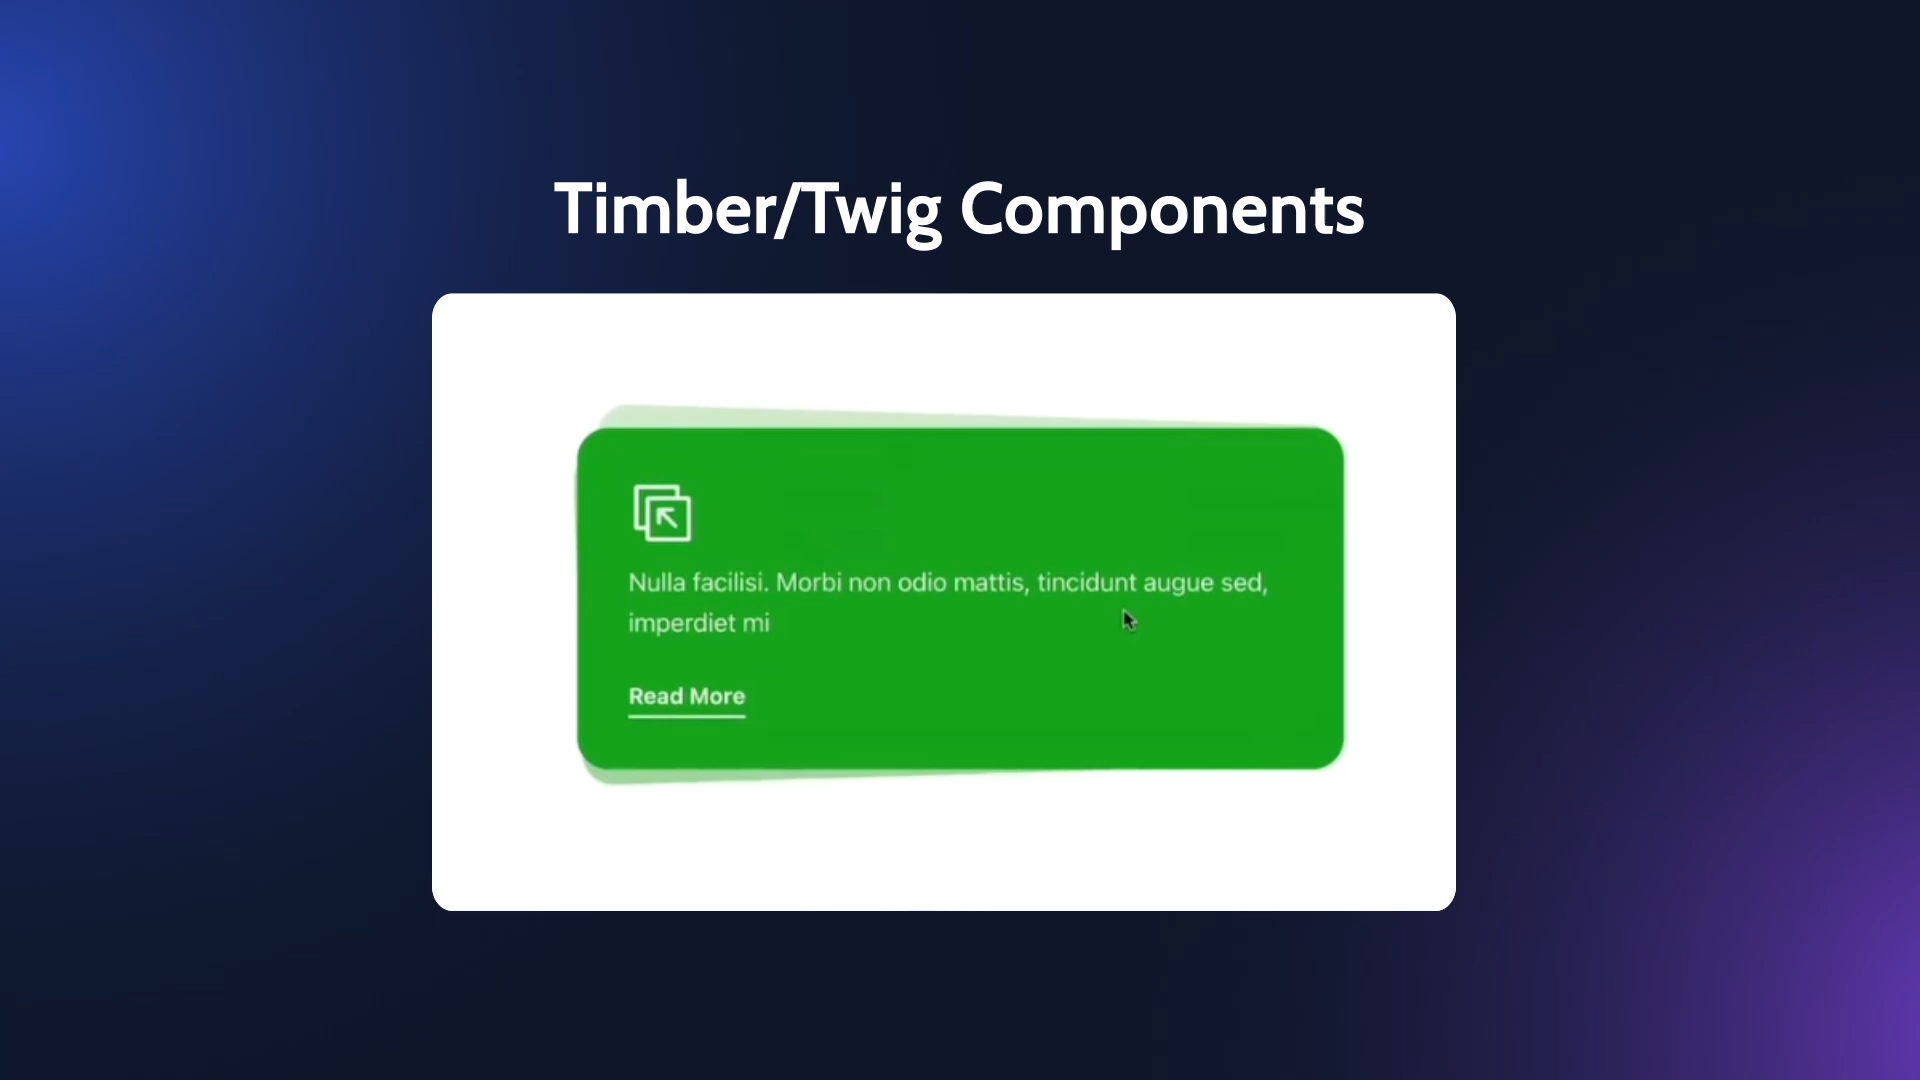 Timber/Twig Components
Nulla facilisi. Morbi non odio mattis, tincidunt augue sed,
imperdiet mi
Read More